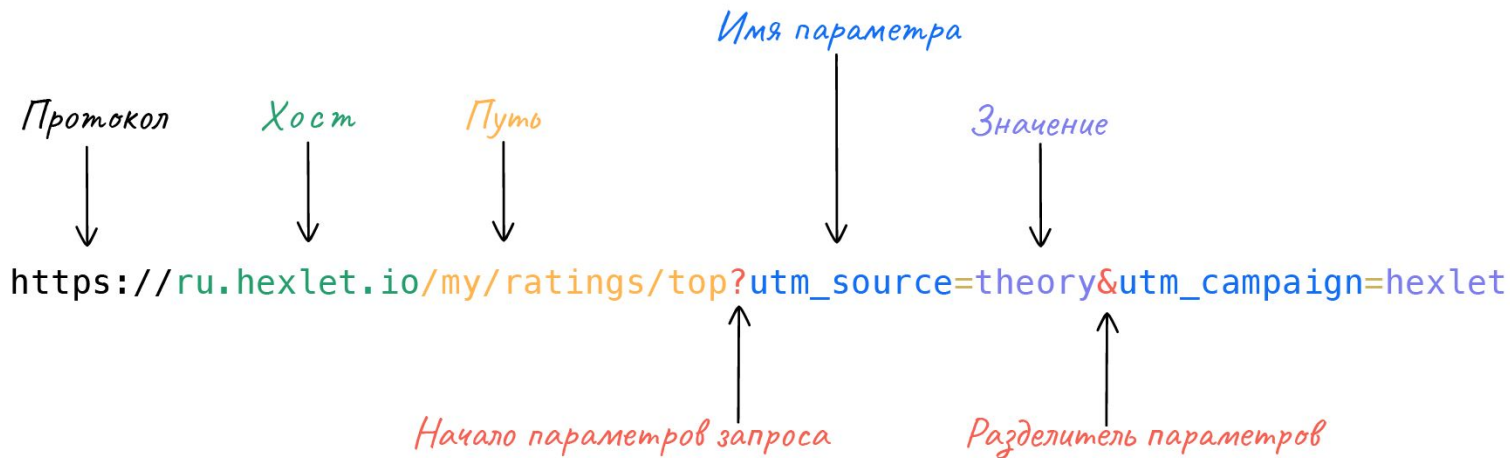 Имя параметра
Протокол Хост Путь Значение
https://ru.hexlet.io/my/ratings/top?utm_source=theory&utm_campaign=hexlet
Начало параметров запроса Разделитель параметров